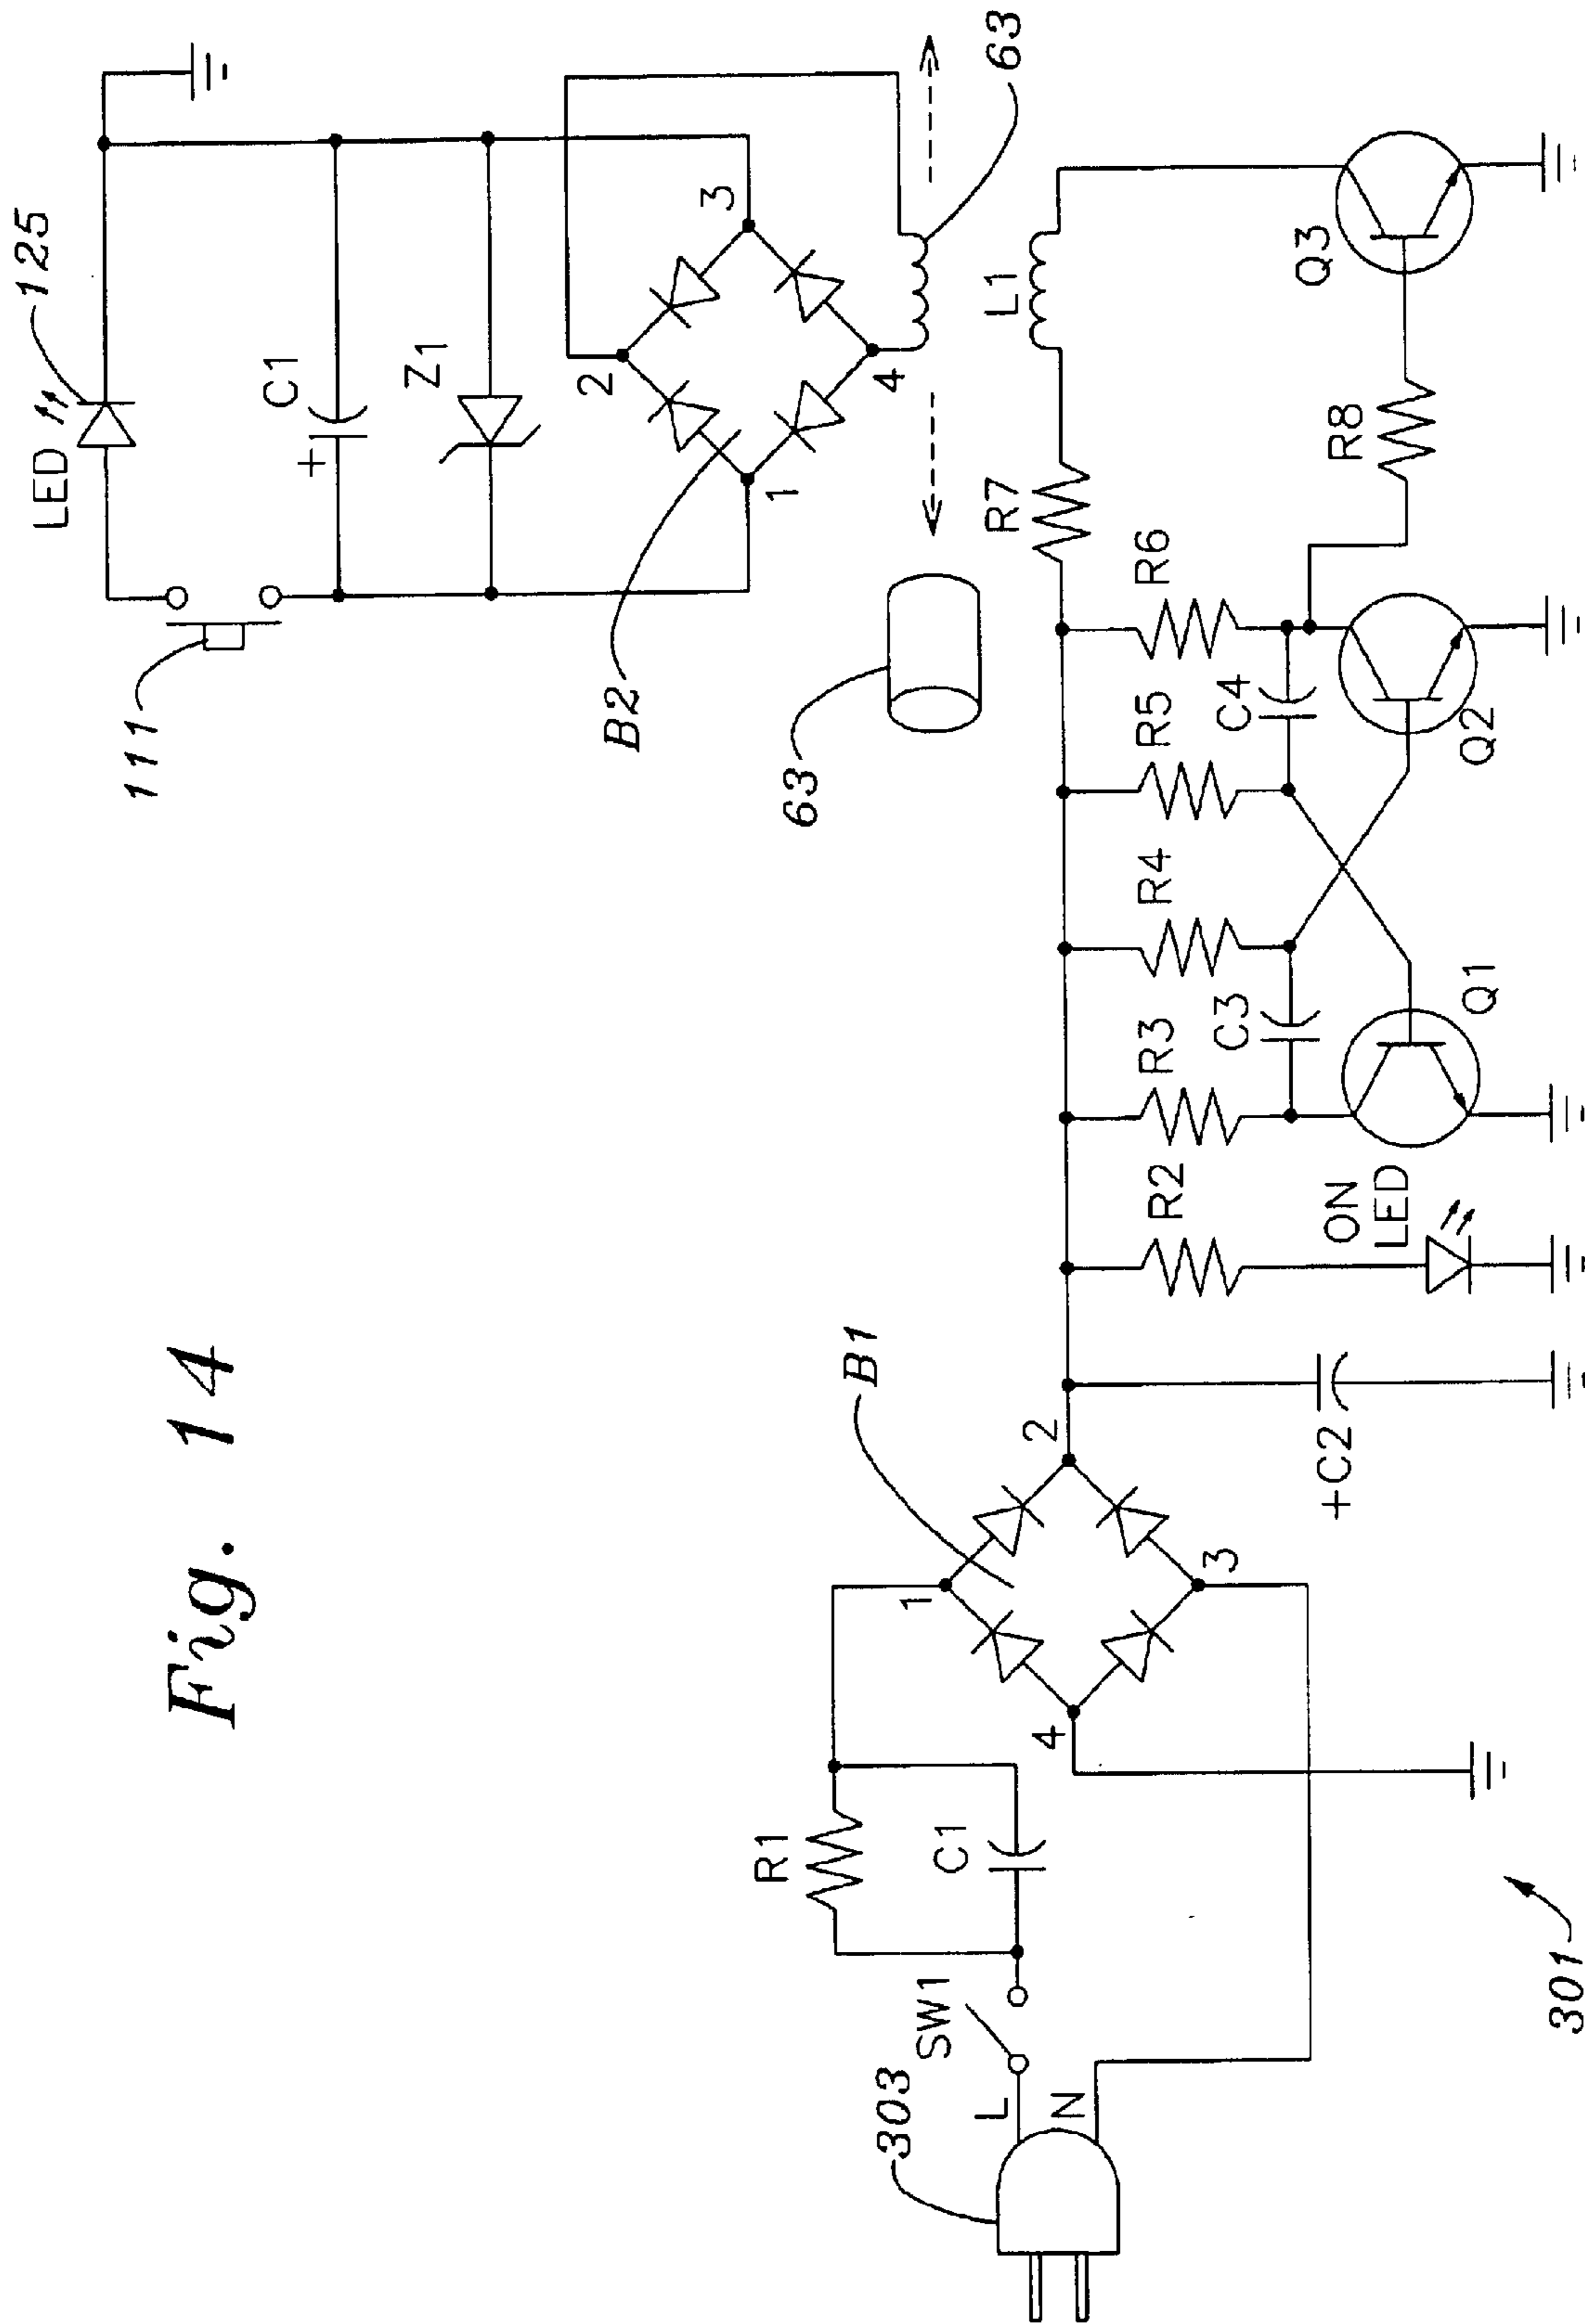 Fig. 14
LED
125
111
C1
+
Z1
B2
2
3
1
4
63
63
L1
R7
303
L
N
SW1
R1
C1
B1
1
2
3
4
+C2
R2
ON
LED
R3
C3
R4
R5
C4
R6
R8
Q1
Q2
Q3
301